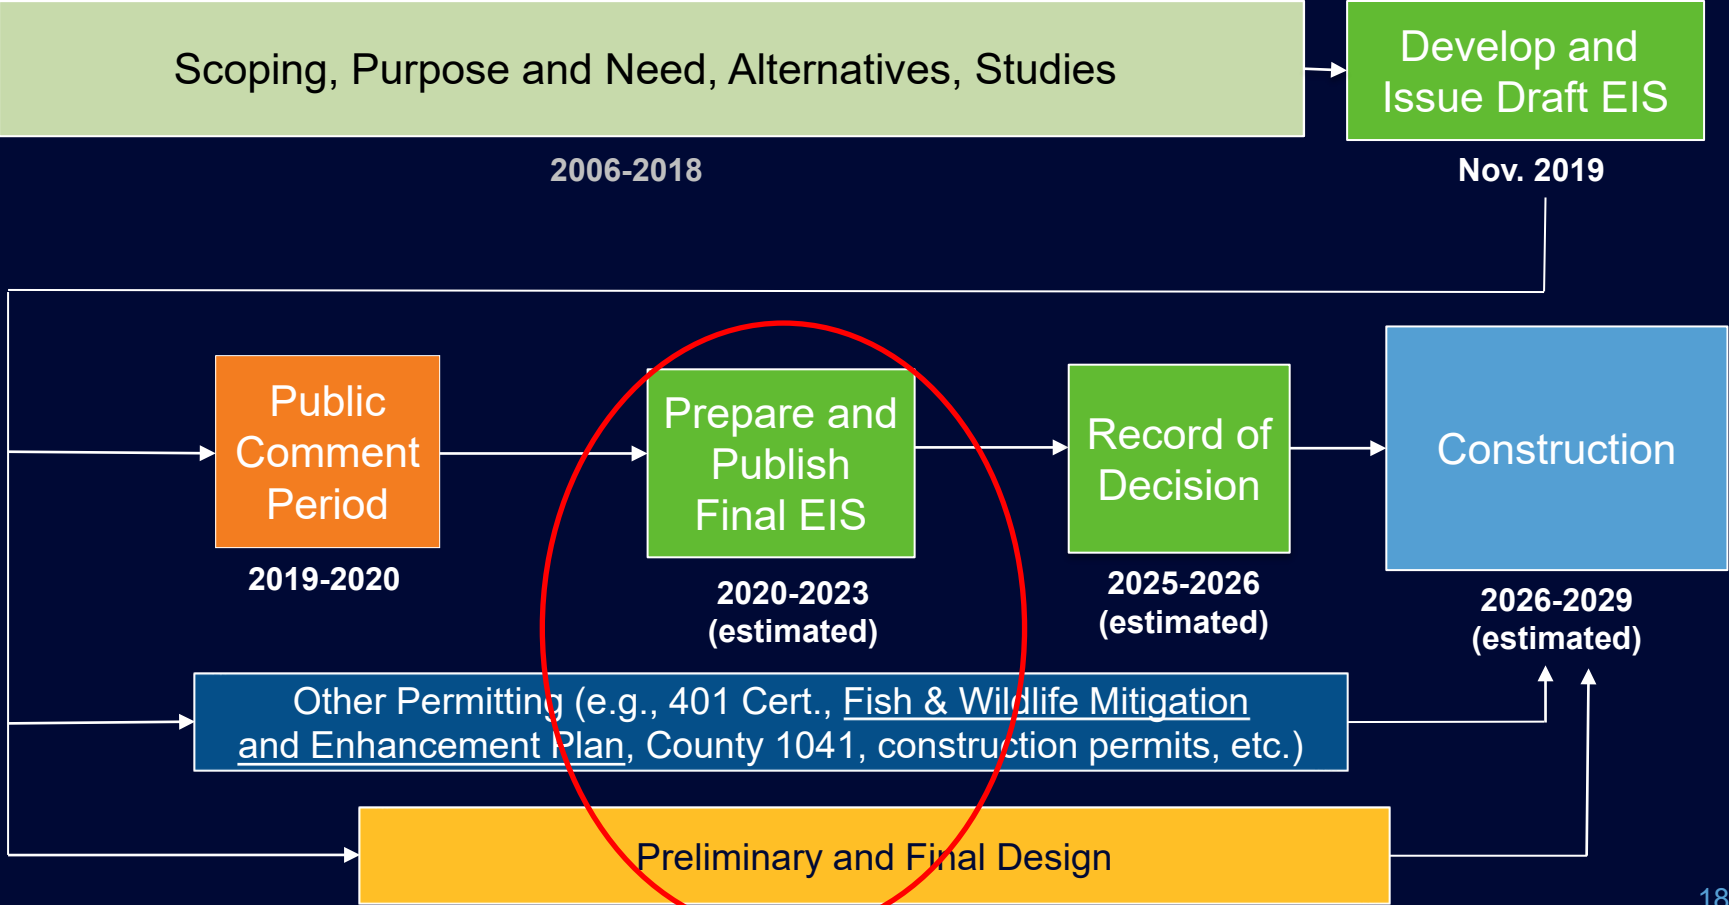 Scoping, Purpose and Need, Alternatives, Studies
Develop and
Issue Draft EIS
2006-2018
Nov. 2019
Public
Comment
Period
2019-2020
Prepare and
Publish
Final EIS
2020-2023
(estimated)
Record of
Decision
2025-2026
(estimated)
Construction
2026-2029
(estimated)
Other Permitting (e.g., 401 Cert., Fish & Wildlife Mitigation
and Enhancement Plan, County 1041, construction permits, etc.)
Preliminary and Final Design
18